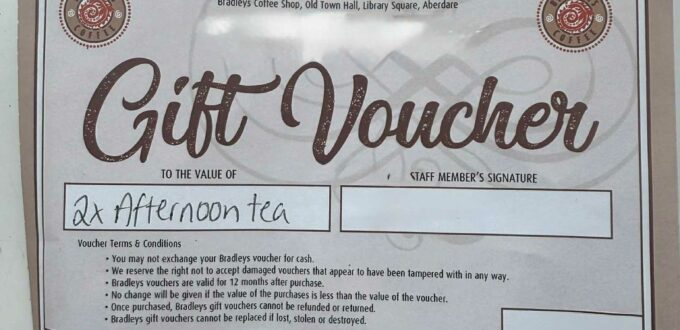 Bradleys Coffee Shop, Old Town Hall, Library Square, Aberdare
COFFEE
COFFEE
Gift Voucher
TO THE VALUE OF
STAFF MEMBER'S SIGNATURE
2x Afternoon tea
Voucher Terms & Conditions
• You may not exchange your Bradleys voucher for cash.
• We reserve the right not to accept damaged vouchers that appear to have been tampered with in any way.
• Bradleys vouchers are valid for 12 months after purchase.
• No change will be given if the value of the purchases is less than the value of the voucher.
• Once purchased, Bradleys gift vouchers cannot be refunded or returned.
• Bradleys gift vouchers cannot be replaced if lost, stolen or destroyed.